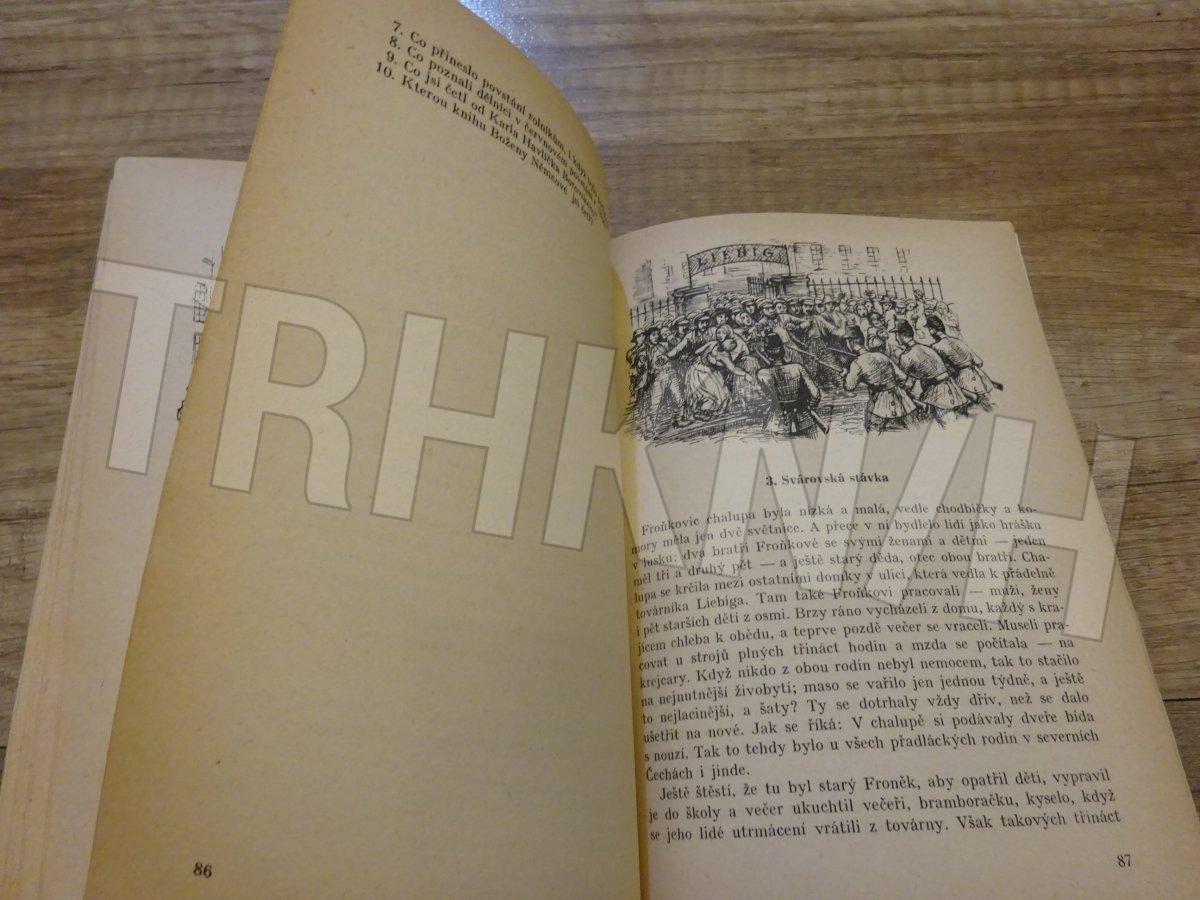 7. Co přineslo povstání rolníkům, i když
8. Co poznali dělníci v červnovém povstání
9. Co jsi četl od Karla Havlíčka Borovského?
10. Kterou knihu Boženy Němcové jsi četl?
86
LIEBIG
3. Svárovská stávka
Froňkovic chalupa byla nízká a malá, vedle chodbičky a ko-
mory měla jen dvě světnice. A přece v ní bydlelo lidí jako hrášku
v lusku: dva bratři Froňkové se svými ženami a dětmi — jeden
měl tři a druhý pět — a ještě starý děda, otec obou bratří. Cha-
lupa se krčila mezi ostatními domky v ulici, která vedla k přádelně
továrníka Liebiga. Tam také Froňkovi pracovali — muži, ženy
i pět starších dětí z osmi. Brzy ráno vycházeli z domu, každý s kra-
jícem chleba k obědu, a teprve pozdě večer se vraceli. Museli pra-
covat u strojů plných třináct hodin a mzda se počítala — na
krejcary. Když nikdo z obou rodin nebyl nemocem, tak to stačilo
na nejnutnější živobytí; maso se vařilo jen jednou týdně, a ještě
to nejlacinější, a šaty? Ty se dotrhaly vždy dřív, než se dalo
ušetřit na nové. Jak se říká: V chalupě si podávaly dveře bída
s nouzí. Tak to tehdy bylo u všech přadláckých rodin v severních
Čechách i jinde.
Ještě štěstí, že tu byl starý Froněk, aby opatřil děti, vypravil
je do školy a večer ukuchtil večeři, bramboračku, kyselo, když
se jeho lidé utrmácení vrátili z továrny. Však takových třináct
87
TRHKNIH